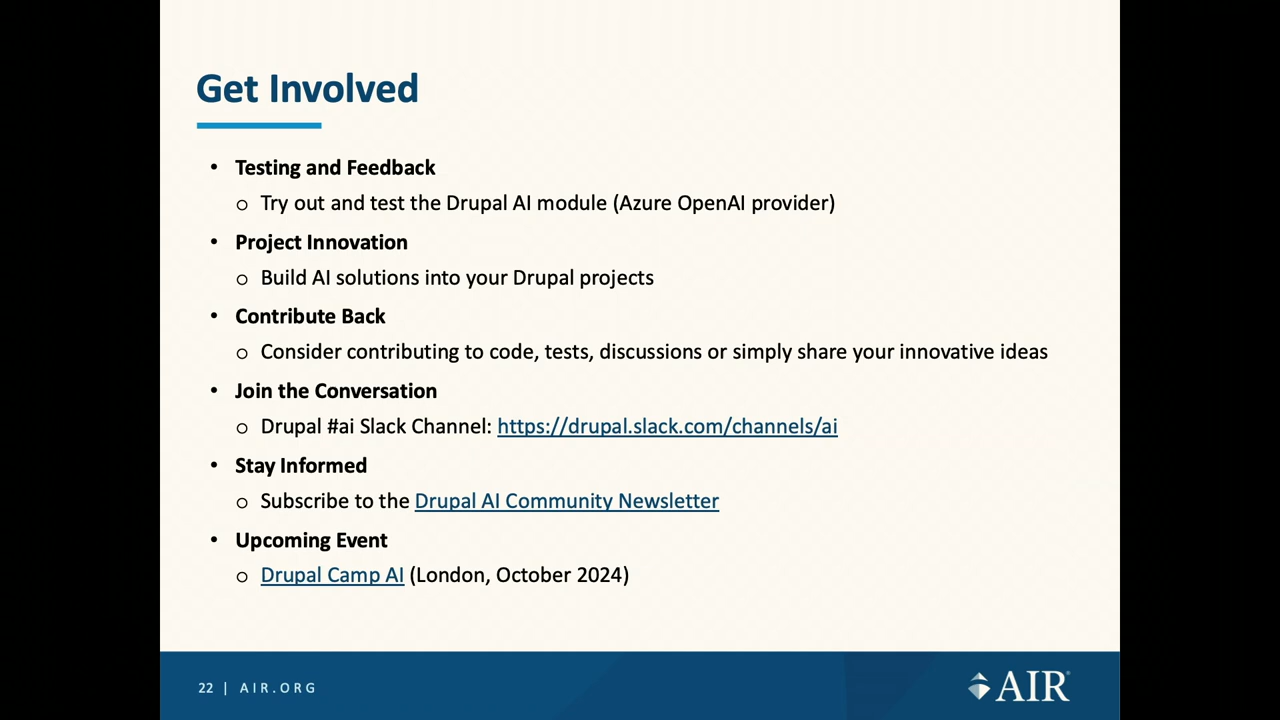 Get Involved
• Testing and Feedback
o Try out and test the Drupal AI module (Azure OpenAI provider)
• Project Innovation
o Build AI solutions into your Drupal projects
• Contribute Back
o Consider contributing to code, tests, discussions or simply share your innovative ideas
• Join the Conversation
o Drupal #ai Slack Channel: https://drupal.slack.com/channels/ai
• Stay Informed
o Subscribe to the Drupal AI Community Newsletter
• Upcoming Event
o Drupal Camp AI (London, October 2024)
22 | AIR.ORG
AIR®